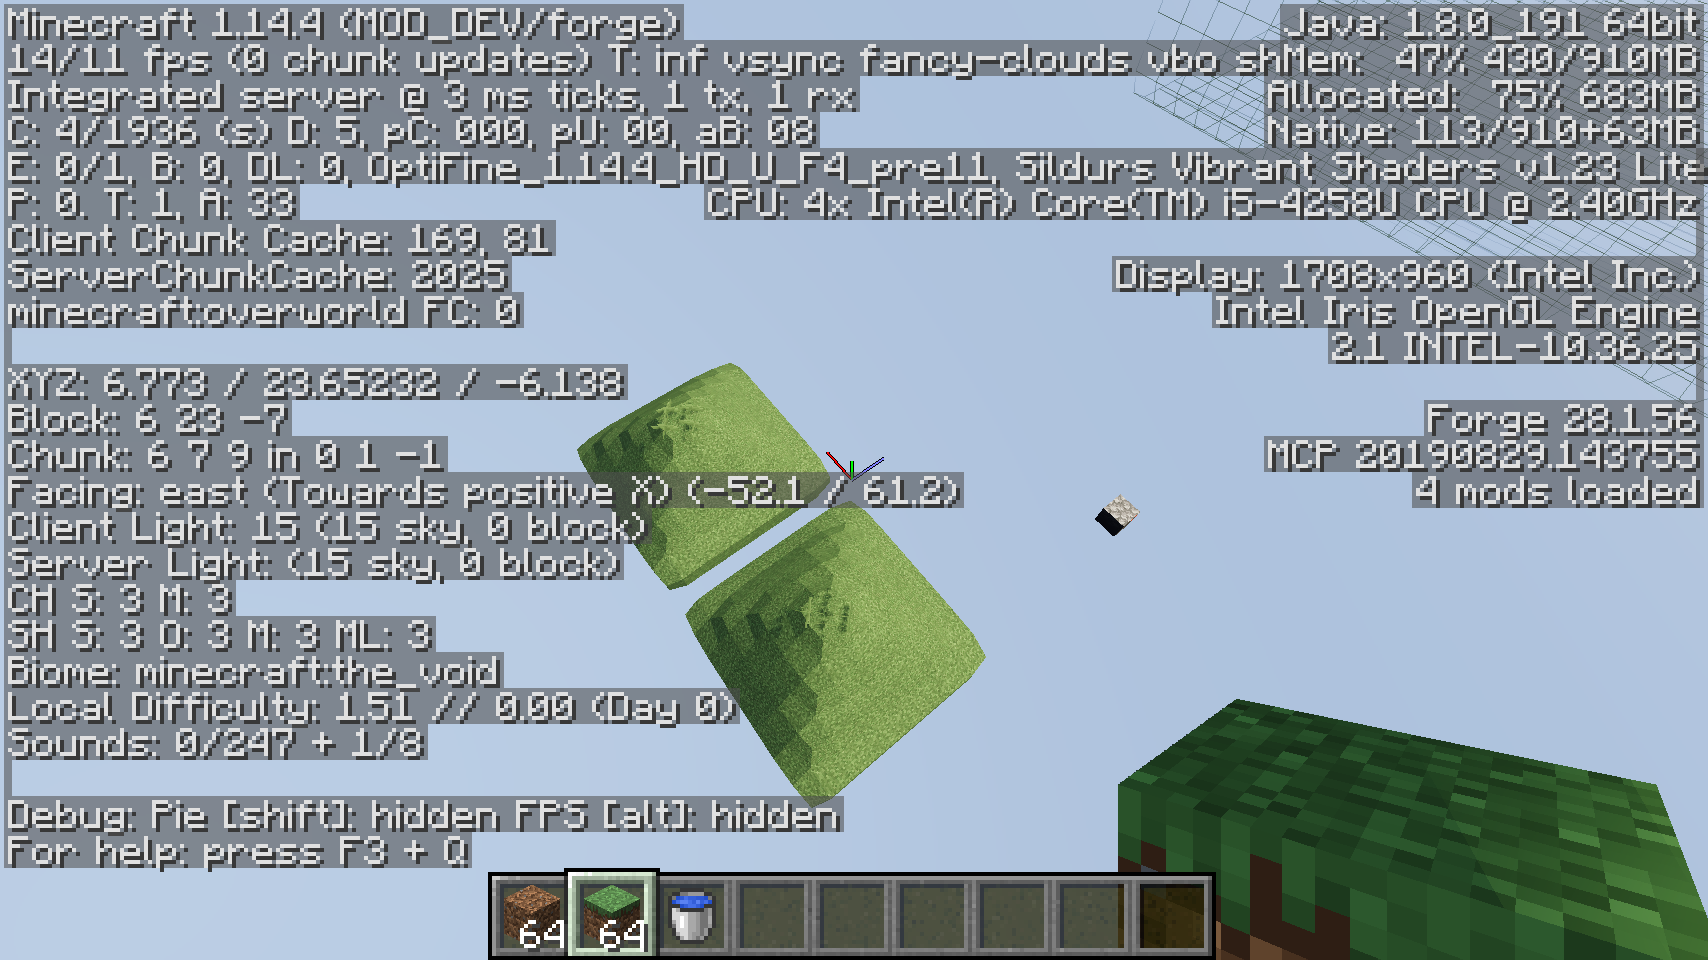 Minecraft 1.14.4 (MOD_DEV/forge)
14/11 fps (0 chunk updates) T: inf vsync fancy-clouds vbo sh
Integrated server @ 3 ms ticks, 1 tx, 1 rx
C: 4/1936 (s) D: 5, pC: 000, pU: 00, aB: 08
E: 0/1, B: 0, DL: 0, OptiFine_1.14.4_HD_U_F4_pre11, Sildurs Vibrant Shaders v1.23 Lite
P: 0. T: 1, A: 33
Client Chunk Cache: 169, 81
ServerChunkCache: 2025
minecraft:overworld FC: 0
XYZ: 6.773 / 23.65232 / -6.138
Block: 6 23 -7
Chunk: 6 7 9 in 0 1 -1
Facing: east (Towards positive X) (-52.1 / 61.2)
Client Light: 15 (15 sky, 0 block)
Server Light: (15 sky, 0 block)
CH S: 3 M: 3
SH S: 3 O: 3 M: 3 ML: 3
Biome: minecraft:the_void
Local Difficulty: 1.51 // 0.00 (Day 0)
Sounds: 0/247 + 1/8
Debug: Pie [shift]: hidden FPS [alt]: hidden
For help: press F3 + Q
Java: 1.8.0_191 64bit
Mem: 47% 430/910MB
Allocated: 75% 683MB
Native: 113/910+63MB
CPU: 4x Intel(R) Core(TM) i5-4258U CPU @ 2.40GHz
Display: 1708x960 (Intel Inc.)
Intel Iris OpenGL Engine
2.1 INTEL-10.36.25
Forge 28.1.56
MCP 20190829.143755
4 mods loaded
64
64